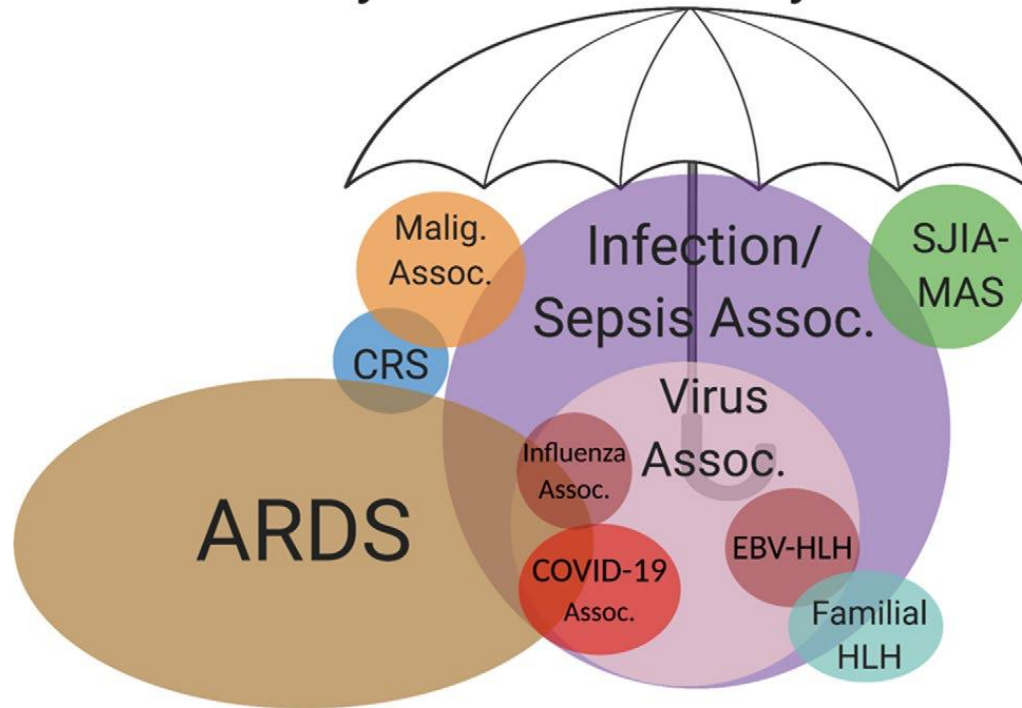 Malig.
Assoc.
Infection/
Sepsis Assoc.
SJIA-
MAS
CRS
Virus
Assoc.
Influenza
Assoc.
ARDS
EBV-HLH
COVID-19
Assoc.
Familial
HLH